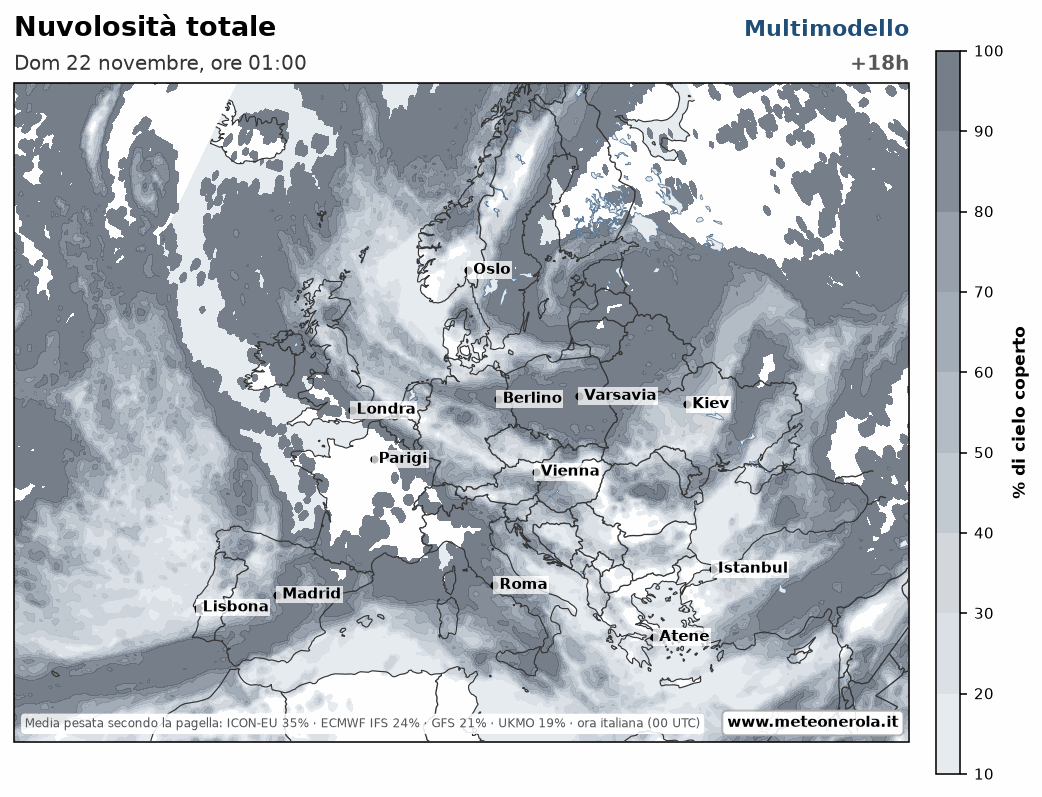 Nuvolosità totale
Multimodello
Dom 22 novembre, ore 01:00
+18h
100
90
80
70
60
50
40
30
20
10
% di cielo coperto
Oslo
Londra
Berlino
Varsavia
Kiev
Parigi
Vienna
Istanbul
Roma
Madrid
Lisbona
Atene
Media pesata secondo la pagella: ICON-EU 35% · ECMWF IFS 24% · GFS 21% · UKMO 19% · ora italiana (00 UTC)
www.meteonerola.it